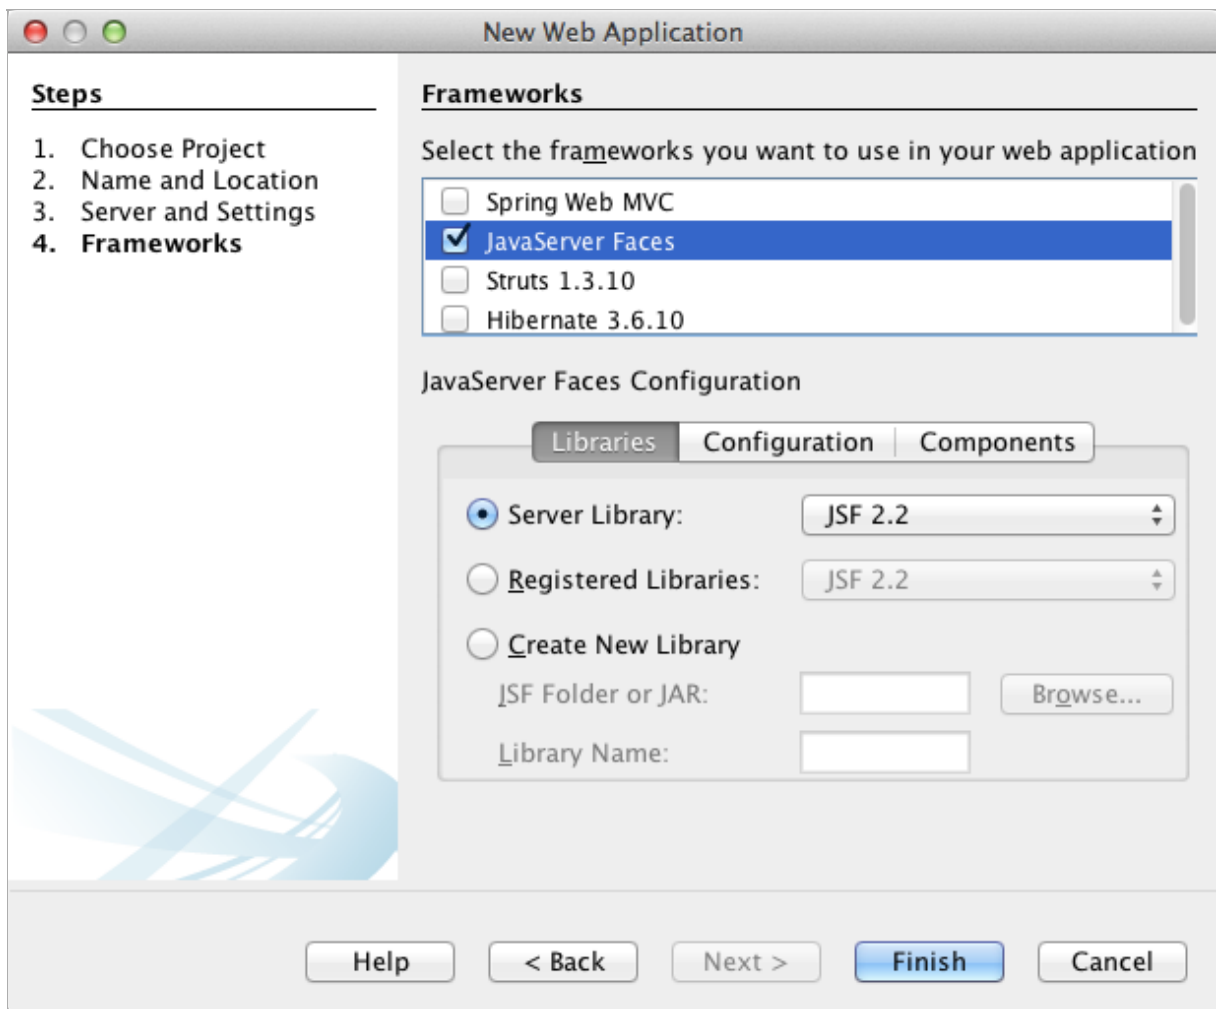 New Web Application
Steps
1. Choose Project
2. Name and Location
3. Server and Settings
4. Frameworks
Frameworks
Select the frameworks you want to use in your web application
Spring Web MVC
JavaServer Faces
Struts 1.3.10
Hibernate 3.6.10
JavaServer Faces Configuration
Libraries Configuration Components
Server Library: JSF 2.2
Registered Libraries: JSF 2.2
Create New Library
JSF Folder or JAR: Browse...
Library Name:
Help < Back Next > Finish Cancel